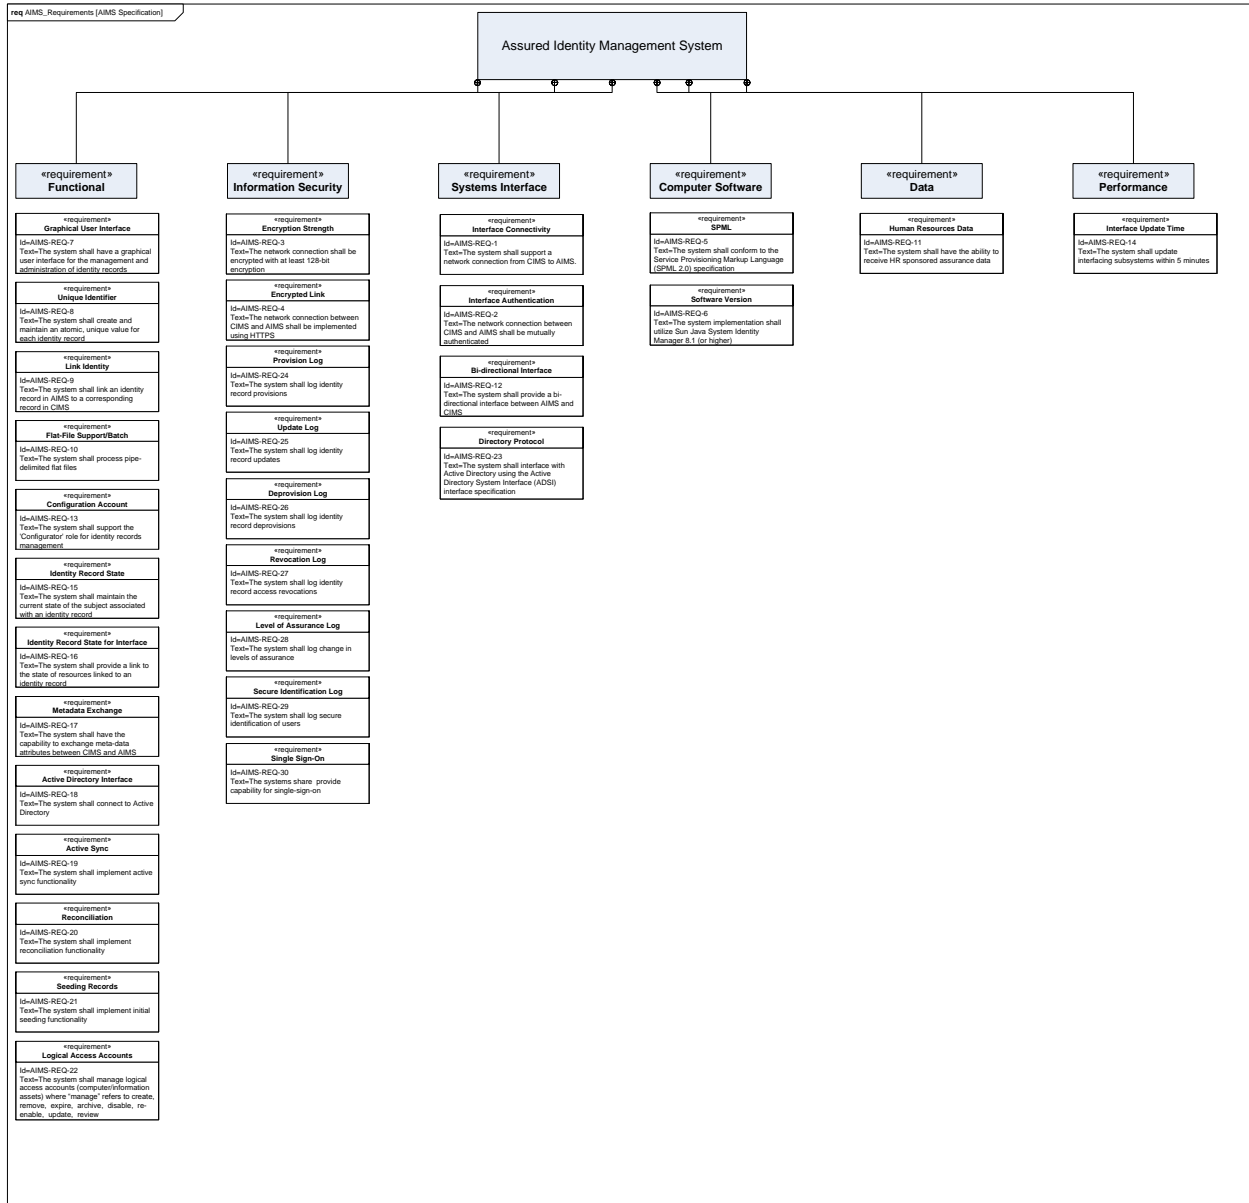 req AIMS_Requirements [AIMS Specification]
Assured Identity Management System
«requirement»
Functional
«requirement»
Information Security
«requirement»
Systems Interface
«requirement»
Computer Software
«requirement»
Data
«requirement»
Performance
«requirement»
Graphical User Interface
Id=AIMS-REQ-7
Text=The system shall have a graphical
user interface for the management and
administration of identity records
«requirement»
Unique Identifier
Id=AIMS-REQ-8
Text=The system shall create and
maintain an atomic, unique value for
each identity record
«requirement»
Link Identity
Id=AIMS-REQ-9
Text=The system shall link an identity
record in AIMS to a corresponding
record in CIMS
«requirement»
Flat-File Support/Batch
Id=AIMS-REQ-10
Text=The system shall process pipe-
delimited flat files
«requirement»
Configuration Account
Id=AIMS-REQ-13
Text=The system shall support the
'Configurator' role for identity records
management
«requirement»
Identity Record State
Id=AIMS-REQ-15
Text=The system shall maintain the
current state of the subject associated
with an identity record
«requirement»
Identity Record State for Interface
Id=AIMS-REQ-16
Text=The system shall provide a link to
the state of resources linked to an
identity record
«requirement»
Metadata Exchange
Id=AIMS-REQ-17
Text=The system shall have the
capability to exchange meta-data
attributes between CIMS and AIMS
«requirement»
Active Directory Interface
Id=AIMS-REQ-18
Text=The system shall connect to Active
Directory
«requirement»
Active Sync
Id=AIMS-REQ-19
Text=The system shall implement active
sync functionality
«requirement»
Reconciliation
Id=AIMS-REQ-20
Text=The system shall implement
reconciliation functionality
«requirement»
Seeding Records
Id=AIMS-REQ-21
Text=The system shall implement initial
seeding functionality
«requirement»
Logical Access Accounts
Id=AIMS-REQ-22
Text=The system shall manage logical
access accounts (computer/information
assets) where "manage" refers to create,
remove, expire, archive, disable, re-
enable, update, review
«requirement»
Encryption Strength
Id=AIMS-REQ-3
Text=The network connection shall be
encrypted with at least 128-bit
encryption
«requirement»
Encrypted Link
Id=AIMS-REQ-4
Text=The network connection between
CIMS and AIMS shall be implemented
using HTTPS
«requirement»
Provision Log
Id=AIMS-REQ-24
Text=The system shall log identity
record provisions
«requirement»
Update Log
Id=AIMS-REQ-25
Text=The system shall log identity
record updates
«requirement»
Deprovision Log
Id=AIMS-REQ-26
Text=The system shall log identity
record deprovisions
«requirement»
Revocation Log
Id=AIMS-REQ-27
Text=The system shall log identity
record access revocations
«requirement»
Level of Assurance Log
Id=AIMS-REQ-28
Text=The system shall log change in
levels of assurance
«requirement»
Secure Identification Log
Id=AIMS-REQ-29
Text=The system shall log secure
identification of users
«requirement»
Single Sign-On
Id=AIMS-REQ-30
Text=The systems share provide
capability for single-sign-on
«requirement»
Interface Connectivity
Id=AIMS-REQ-1
Text=The system shall support a
network connection from CIMS to AIMS.
«requirement»
Interface Authentication
Id=AIMS-REQ-2
Text=The network connection between
CIMS and AIMS shall be mutually
authenticated
«requirement»
Bi-directional Interface
Id=AIMS-REQ-12
Text=The system shall provide a bi-
directional interface between AIMS and
CIMS
«requirement»
Directory Protocol
Id=AIMS-REQ-23
Text=The system shall interface with
Active Directory using the Active
Directory System Interface (ADSI)
interface specification
«requirement»
SPML
Id=AIMS-REQ-5
Text=The system shall conform to the
Service Provisioning Markup Language
(SPML 2.0) specification
«requirement»
Software Version
Id=AIMS-REQ-6
Text=The system implementation shall
utilize Sun Java System Identity
Manager 8.1 (or higher)
«requirement»
Human Resources Data
Id=AIMS-REQ-11
Text=The system shall have the ability to
receive HR sponsored assurance data
«requirement»
Interface Update Time
Id=AIMS-REQ-14
Text=The system shall update
interfacing subsystems within 5 minutes